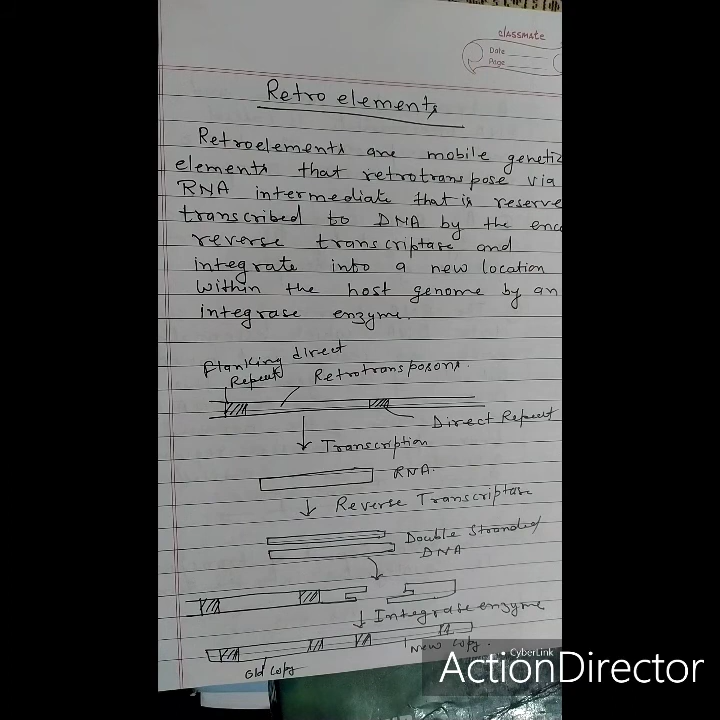 classmate
Date
Page
Retro elements
Retroelements are mobile genetic
elements that retrotranspose via
RNA intermediate that is reserve
transcribed to DNA by the enc
reverse transcriptase and
integrate into a new location
within the host genome by an
integrase enzyme.
Flanking direct
Repeat
Retrotransposons.
Direct Repeat
Transcription
RNA.
Reverse Transcriptase
Double Stranded
DNA
Integrase enzyme
New Copy.
Old Copy
CyberLink
ActionDirector